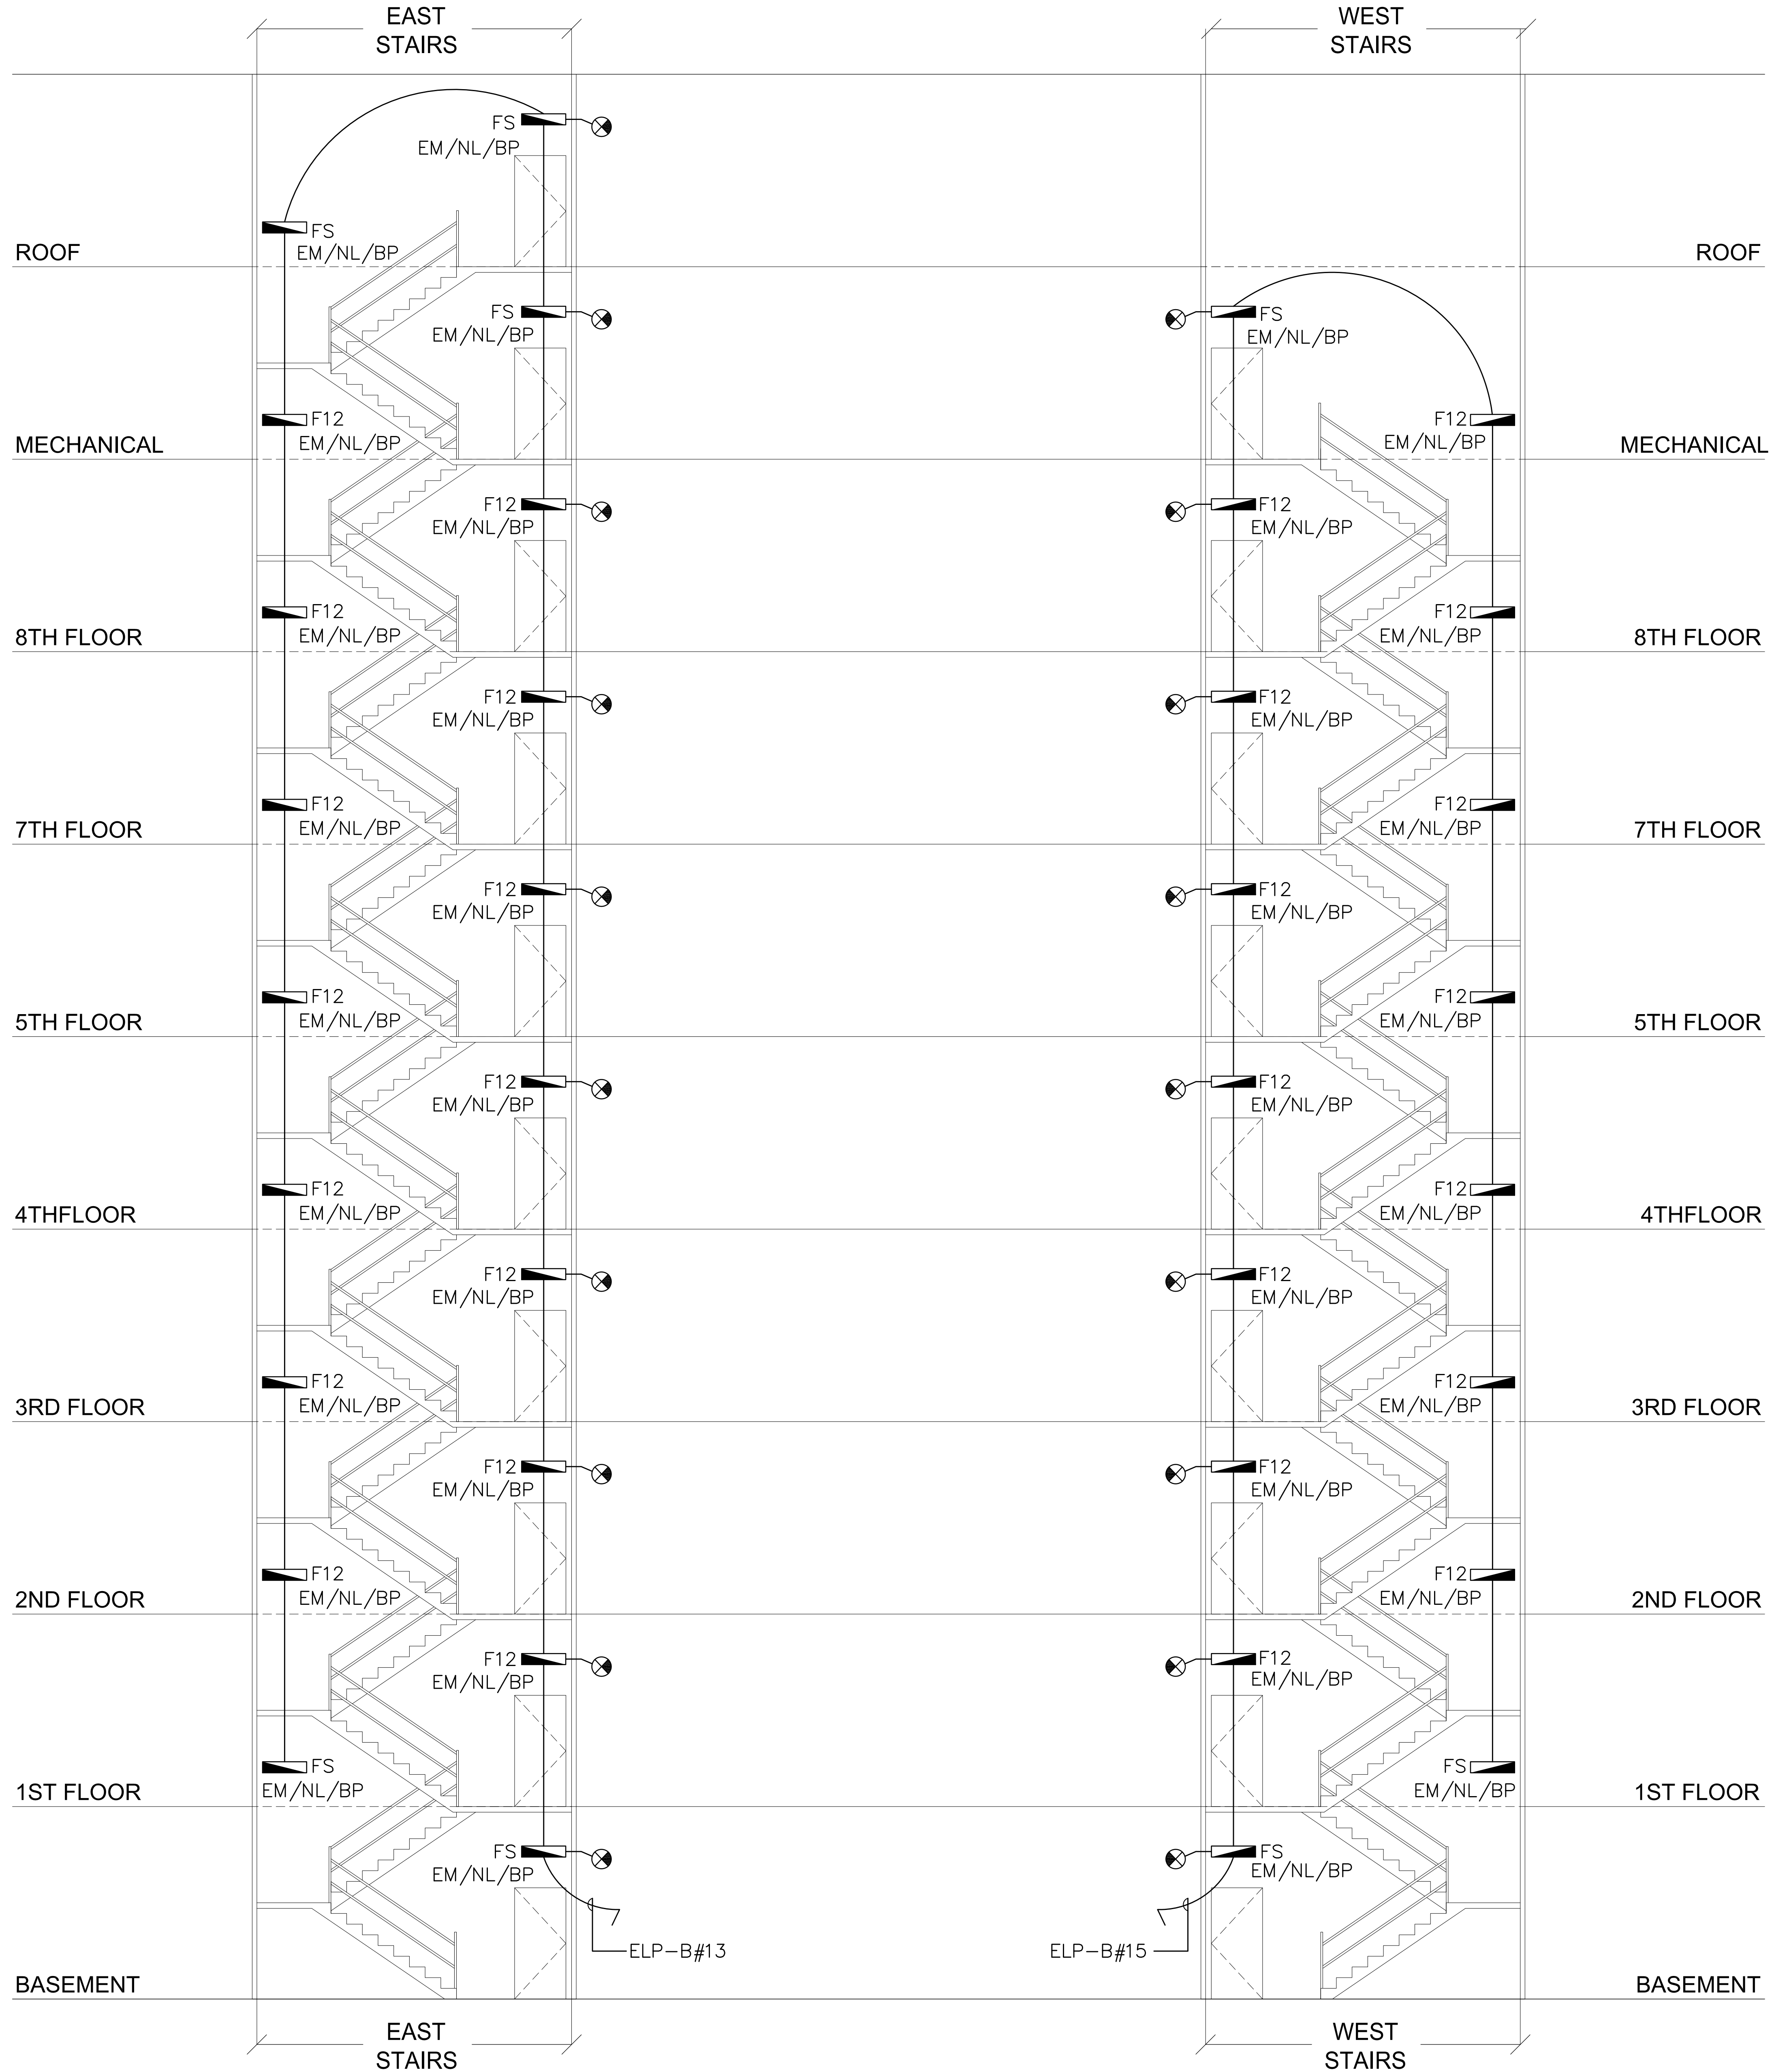 EAST
STAIRS
WEST
STAIRS
FS
EM/NL/BP
FS
EM/NL/BP
ROOF
ROOF
FS
EM/NL/BP
FS
EM/NL/BP
F12
EM/NL/BP
F12
EM/NL/BP
MECHANICAL
MECHANICAL
F12
EM/NL/BP
F12
EM/NL/BP
F12
EM/NL/BP
F12
EM/NL/BP
8TH FLOOR
8TH FLOOR
F12
EM/NL/BP
F12
EM/NL/BP
F12
EM/NL/BP
F12
EM/NL/BP
7TH FLOOR
7TH FLOOR
F12
EM/NL/BP
F12
EM/NL/BP
F12
EM/NL/BP
F12
EM/NL/BP
5TH FLOOR
5TH FLOOR
F12
EM/NL/BP
F12
EM/NL/BP
F12
EM/NL/BP
F12
EM/NL/BP
4THFLOOR
4THFLOOR
F12
EM/NL/BP
F12
EM/NL/BP
F12
EM/NL/BP
F12
EM/NL/BP
3RD FLOOR
3RD FLOOR
F12
EM/NL/BP
F12
EM/NL/BP
F12
EM/NL/BP
F12
EM/NL/BP
2ND FLOOR
2ND FLOOR
F12
EM/NL/BP
F12
EM/NL/BP
FS
EM/NL/BP
FS
EM/NL/BP
1ST FLOOR
1ST FLOOR
FS
EM/NL/BP
FS
EM/NL/BP
ELP-B#13
ELP-B#15
BASEMENT
BASEMENT
EAST
STAIRS
WEST
STAIRS